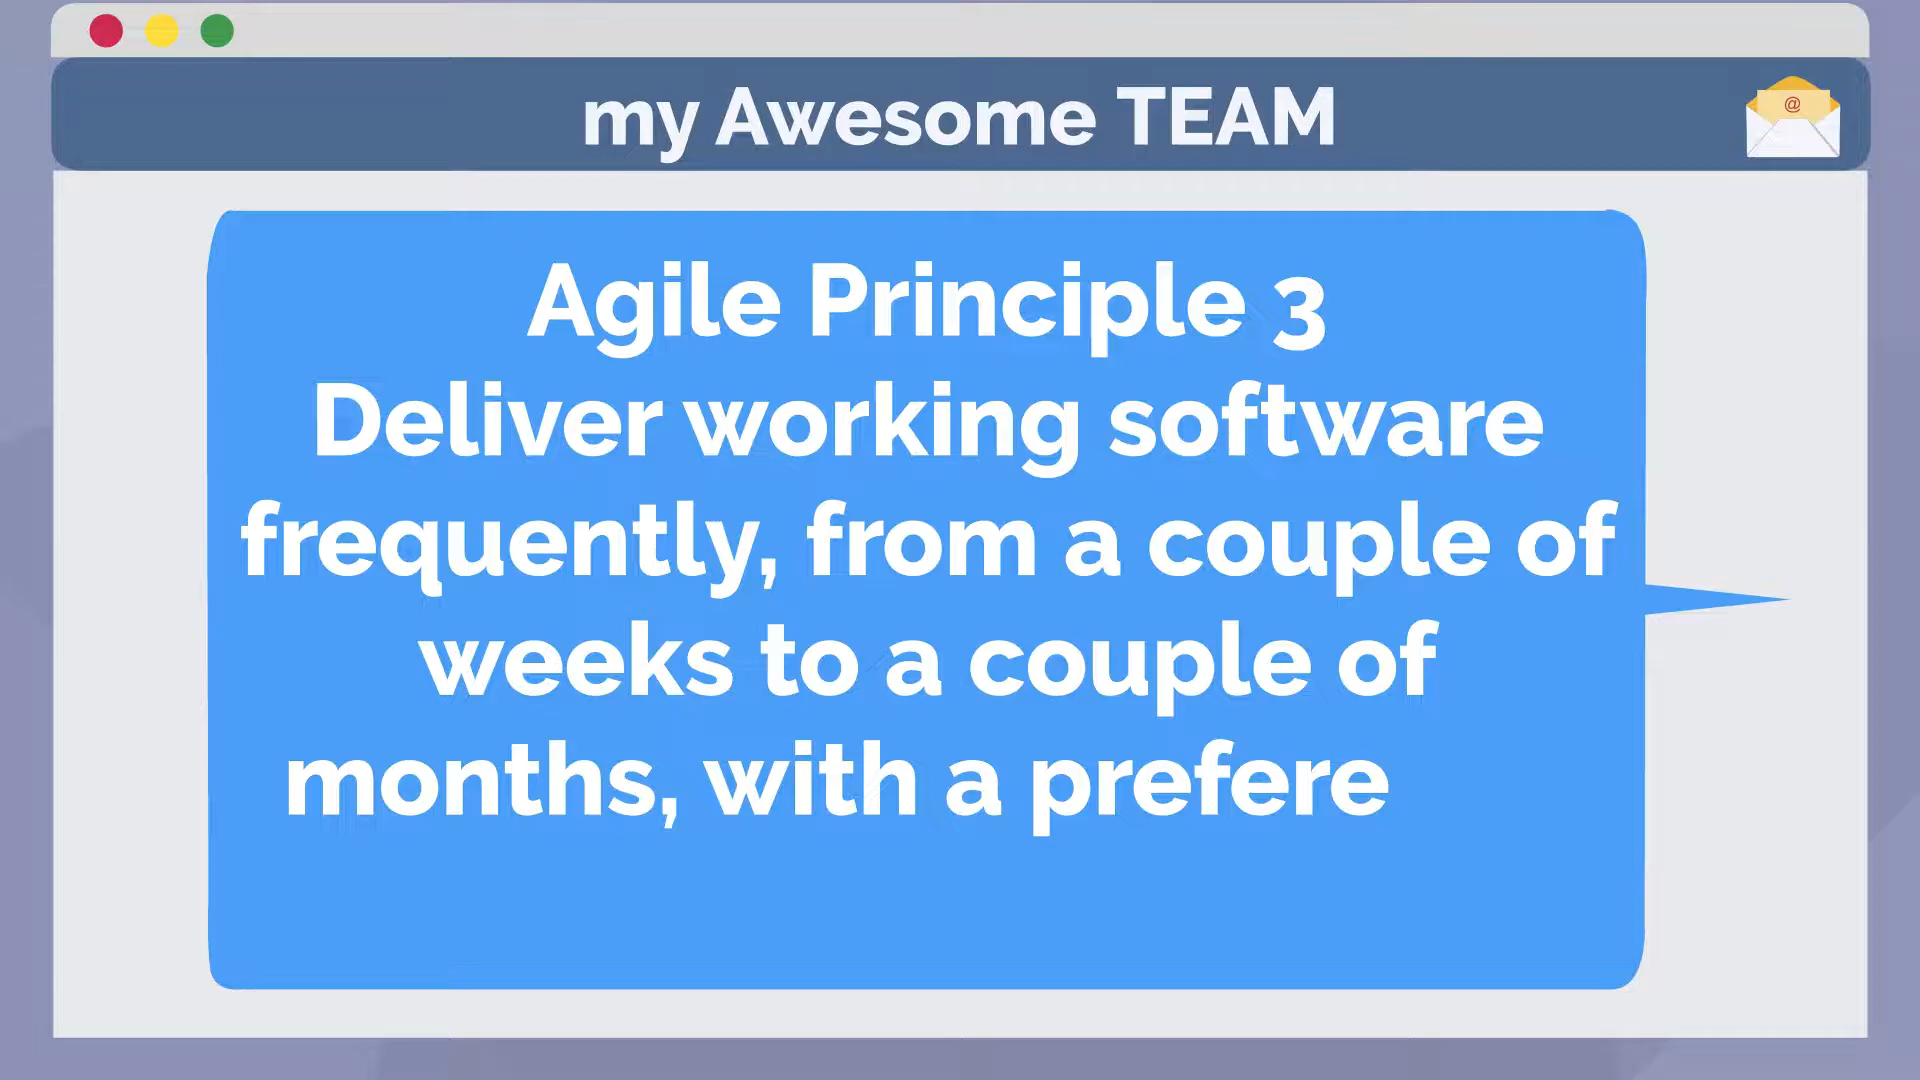 my Awesome TEAM
@
Agile Principle 3
Deliver working software
frequently, from a couple of
weeks to a couple of
months, with a prefere